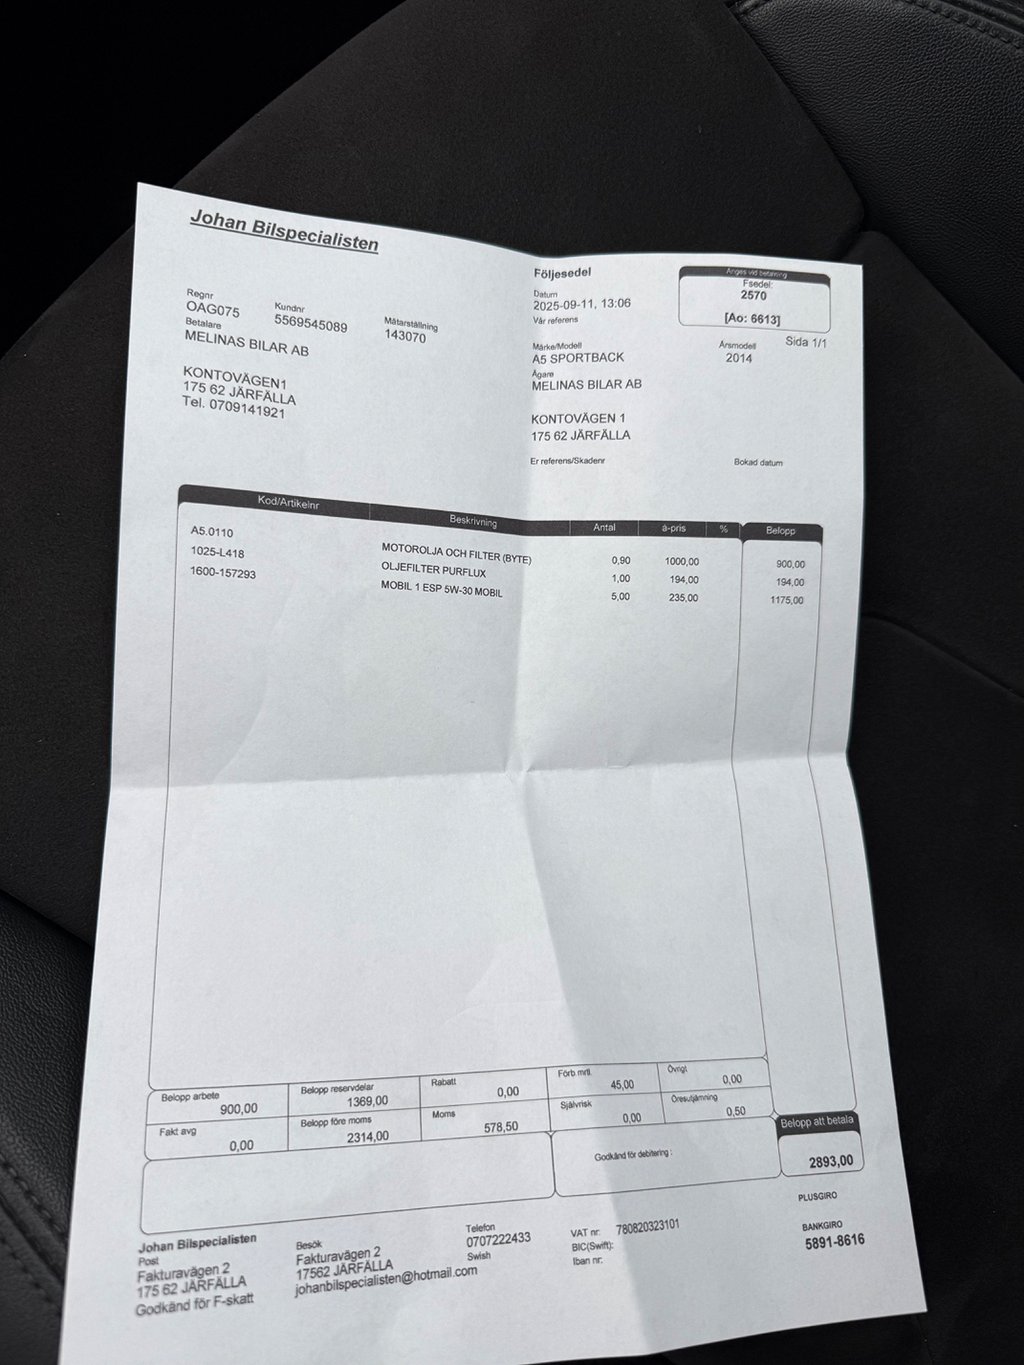 Johan Bilspecialisten
Följesedel
Anges vid betalning
Fsedel:
2570
[Ao: 6613]
Datum
2025-09-11, 13:06
Vår referens
Sida 1/1
Regnr
OAG075
Kundnr
5569545089
Mätarställning
143070
Betalare
MELINAS BILAR AB
KONTOVÄGEN1
175 62 JÄRFÄLLA
Tel. 0709141921
Märke/Modell
A5 SPORTBACK
Årsmodell
2014
Ägare
MELINAS BILAR AB
KONTOVÄGEN 1
175 62 JÄRFÄLLA
Er referens/Skadenr
Bokad datum
Kod/Artikelnr Beskrivning Antal á-pris % Belopp
A5.0110 MOTOROLJA OCH FILTER (BYTE) 0,90 1000,00 900,00
1025-L418 OLJEFILTER PURFLUX 1,00 194,00 194,00
1600-157293 MOBIL 1 ESP 5W-30 MOBIL 5,00 235,00 1175,00
Belopp arbete 900,00
Belopp reservdelar 1369,00
Rabatt 0,00
Förb.mrtl. 45,00
Övrigt 0,00
Fakt avg 0,00
Belopp före moms 2314,00
Moms 578,50
Självrisk 0,00
Öresutjämning 0,50
Belopp att betala
2893,00
Godkänd för debitering :
PLUSGIRO
BANKGIRO
5891-8616
Johan Bilspecialisten
Post
Fakturavägen 2
175 62 JÄRFÄLLA
Godkänd för F-skatt
Besök
Fakturavägen 2
17562 JÄRFÄLLA
johanbilspecialisten@hotmail.com
Telefon
0707222433
Swish
VAT nr: 780820323101
BIC(Swift):
Iban nr: